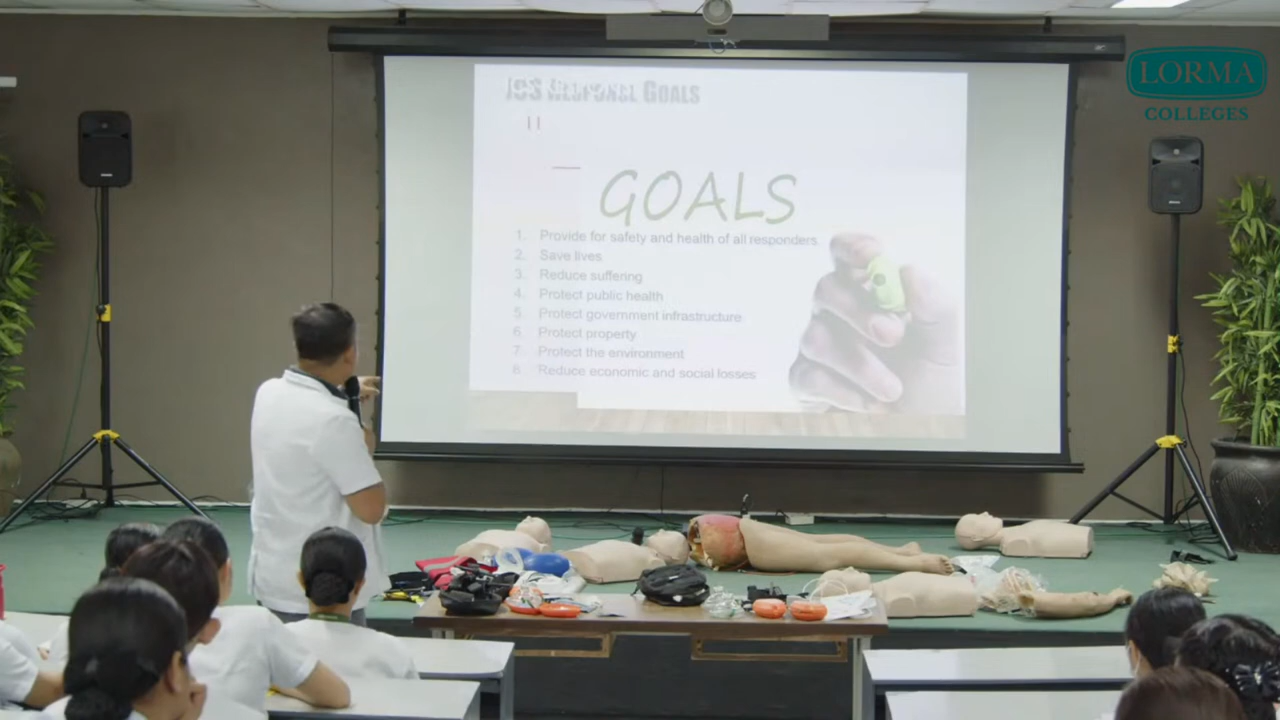 LORMA
COLLEGES
GOALS
GOALS
1. Provide for safety and health of all responders
2. Save lives
3. Reduce suffering
4. Protect public health
5. Protect government infrastructure
6. Protect property
7. Protect the environment
8. Reduce economic and social losses